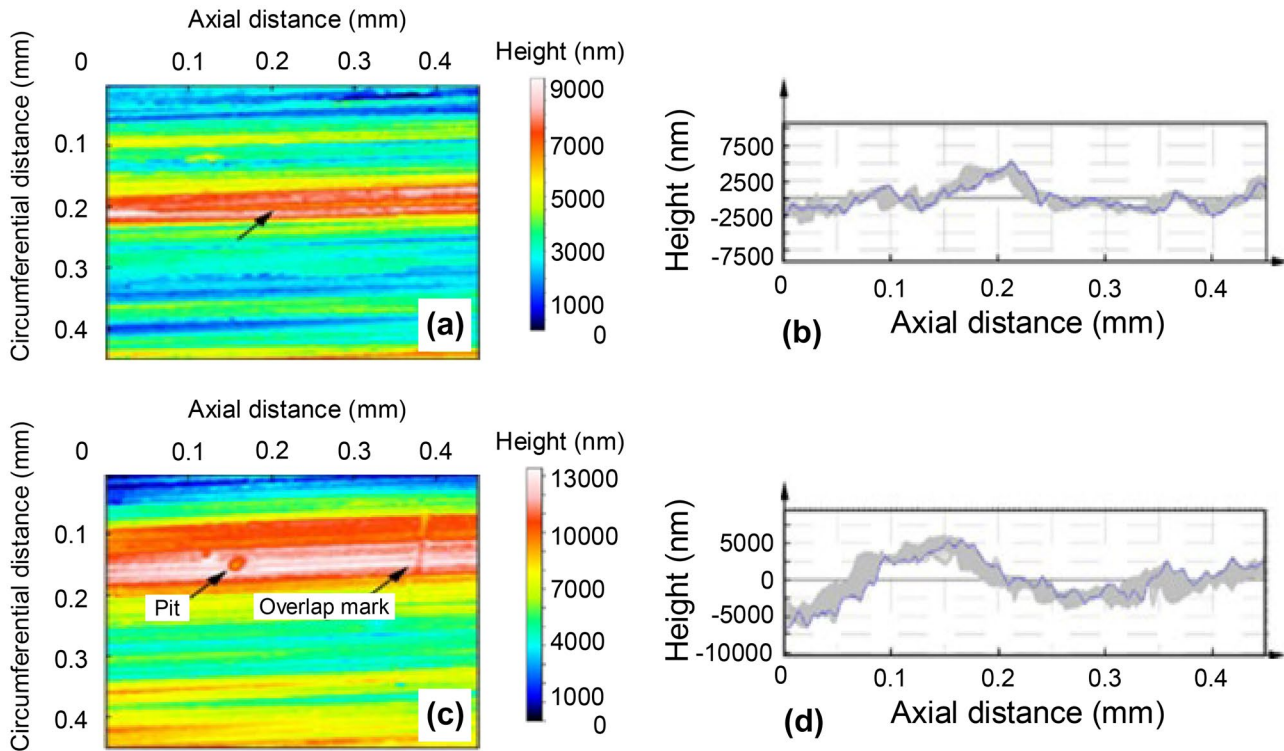 Axial distance (mm)
0 0.1 0.2 0.3 0.4
Circumferential distance (mm)
0.1
0.2
0.3
0.4
(a)
Height (nm)
9000
7000
6000
4000
3000
1000
0
Height (nm)
7500
2500
-2500
-7500
0 0.1 0.2 0.3 0.4
(b) Axial distance (mm)
Axial distance (mm)
0 0.1 0.2 0.3 0.4
Circumferential distance (mm)
0.1
0.2
0.3
0.4
Pit
Overlap mark
(c)
Height (nm)
13000
10000
9000
7000
4000
3000
1000
0
Height (nm)
5000
0
-5000
-10000
0 0.1 0.2 0.3 0.4
(d) Axial distance (mm)